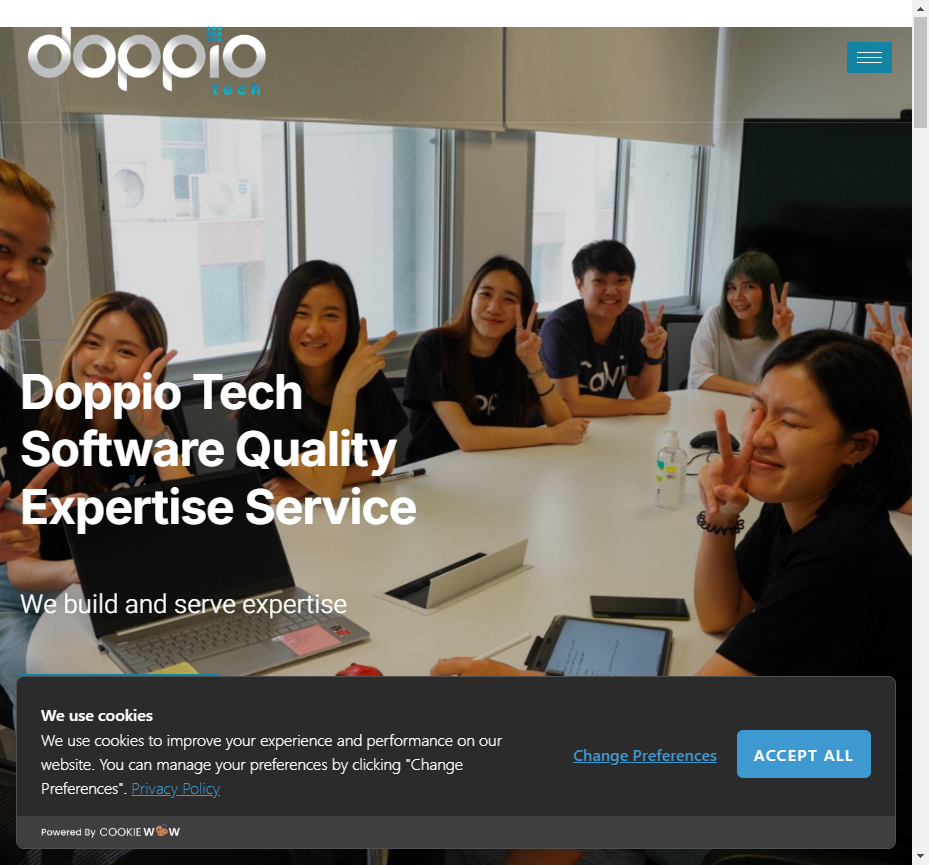 doppio
tech
Doppio Tech
Software Quality
Expertise Service
We build and serve expertise
We use cookies
We use cookies to improve your experience and performance on our
website. You can manage your preferences by clicking "Change
Preferences". Privacy Policy
Change Preferences
ACCEPT ALL
Powered By COOKIE WOW